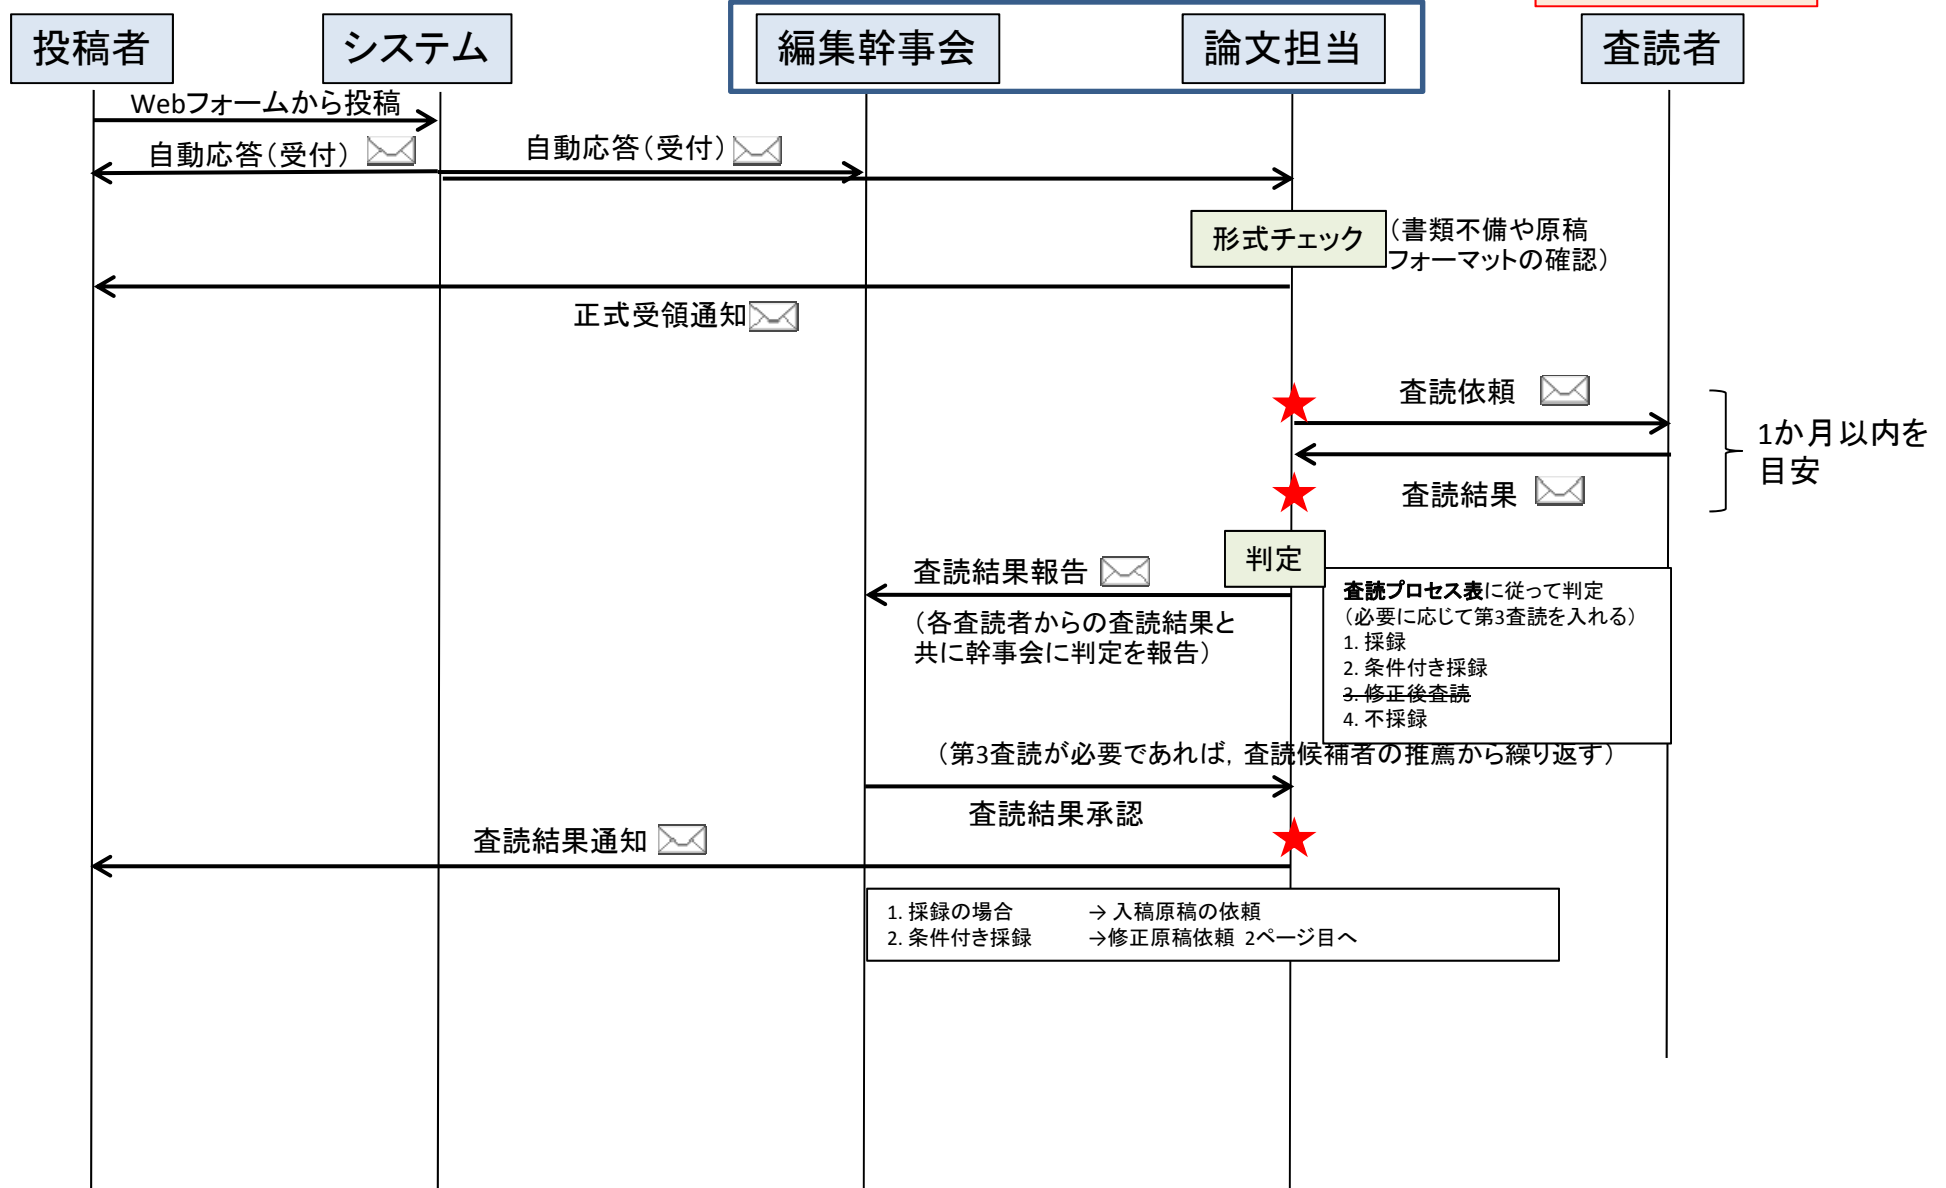 投稿者
システム
編集幹事会
論文担当
査読者
Webフォームから投稿
自動応答（受付）
自動応答（受付）
形式チェック
（書類不備や原稿
フォーマットの確認）
正式受領通知
査読依頼
1か月以内を
目安
査読結果
判定
査読結果報告
（各査読者からの査読結果と
共に幹事会に判定を報告）
査読プロセス表に従って判定
（必要に応じて第3査読を入れる）
1. 採録
2. 条件付き採録
3. 修正後査読
4. 不採録
（第3査読が必要であれば，査読候補者の推薦から繰り返す）
査読結果承認
査読結果通知
1. 採録の場合 → 入稿原稿の依頼
2. 条件付き採録 →修正原稿依頼 2ページ目へ